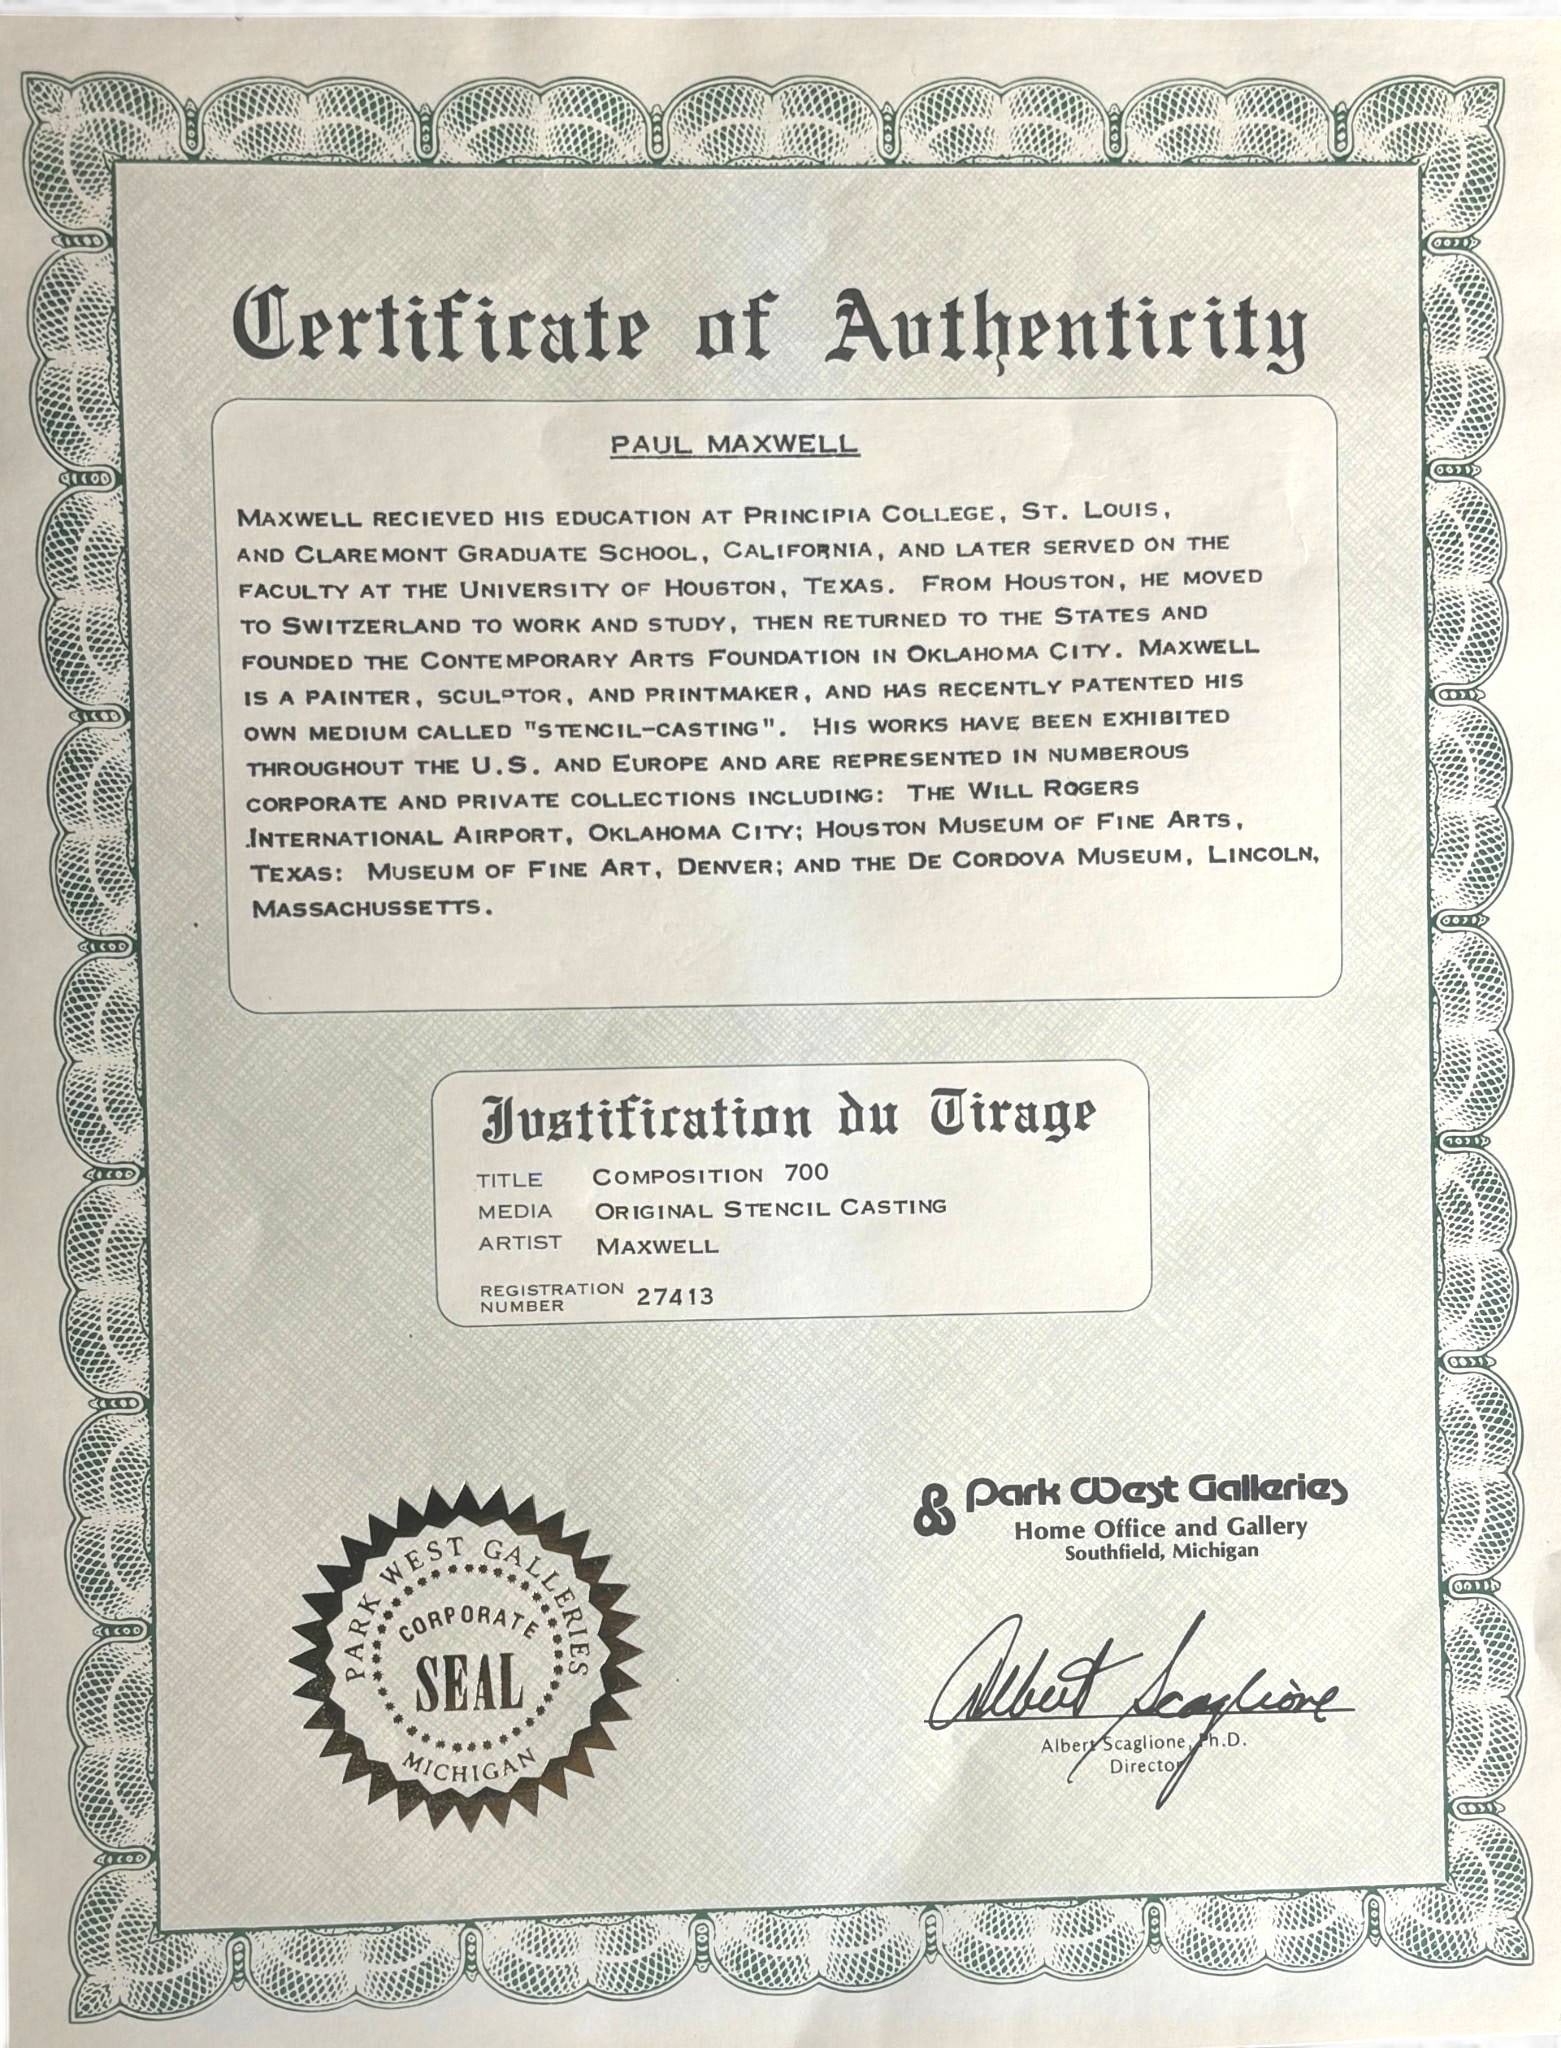 Certificate of Authenticity
PAUL MAXWELL
MAXWELL RECIEVED HIS EDUCATION AT PRINCIPIA COLLEGE, ST. LOUIS,
AND CLAREMONT GRADUATE SCHOOL, CALIFORNIA, AND LATER SERVED ON THE
FACULTY AT THE UNIVERSITY OF HOUSTON, TEXAS. FROM HOUSTON, HE MOVED
TO SWITZERLAND TO WORK AND STUDY, THEN RETURNED TO THE STATES AND
FOUNDED THE CONTEMPORARY ARTS FOUNDATION IN OKLAHOMA CITY. MAXWELL
IS A PAINTER, SCULPTOR, AND PRINTMAKER, AND HAS RECENTLY PATENTED HIS
OWN MEDIUM CALLED "STENCIL-CASTING". HIS WORKS HAVE BEEN EXHIBITED
THROUGHOUT THE U.S. AND EUROPE AND ARE REPRESENTED IN NUMBEROUS
CORPORATE AND PRIVATE COLLECTIONS INCLUDING: THE WILL ROGERS
INTERNATIONAL AIRPORT, OKLAHOMA CITY; HOUSTON MUSEUM OF FINE ARTS,
TEXAS: MUSEUM OF FINE ART, DENVER; AND THE DE CORDOVA MUSEUM, LINCOLN,
MASSACHUSSETTS.
Justification du Tirage
TITLE COMPOSITION 700
MEDIA ORIGINAL STENCIL CASTING
ARTIST MAXWELL
REGISTRATION NUMBER 27413
PARK WEST GALLERIES
CORPORATE
SEAL
MICHIGAN
Park West Galleries
Home Office and Gallery
Southfield, Michigan
Albert Scaglione
Albert Scaglione, Ph.D.
Director